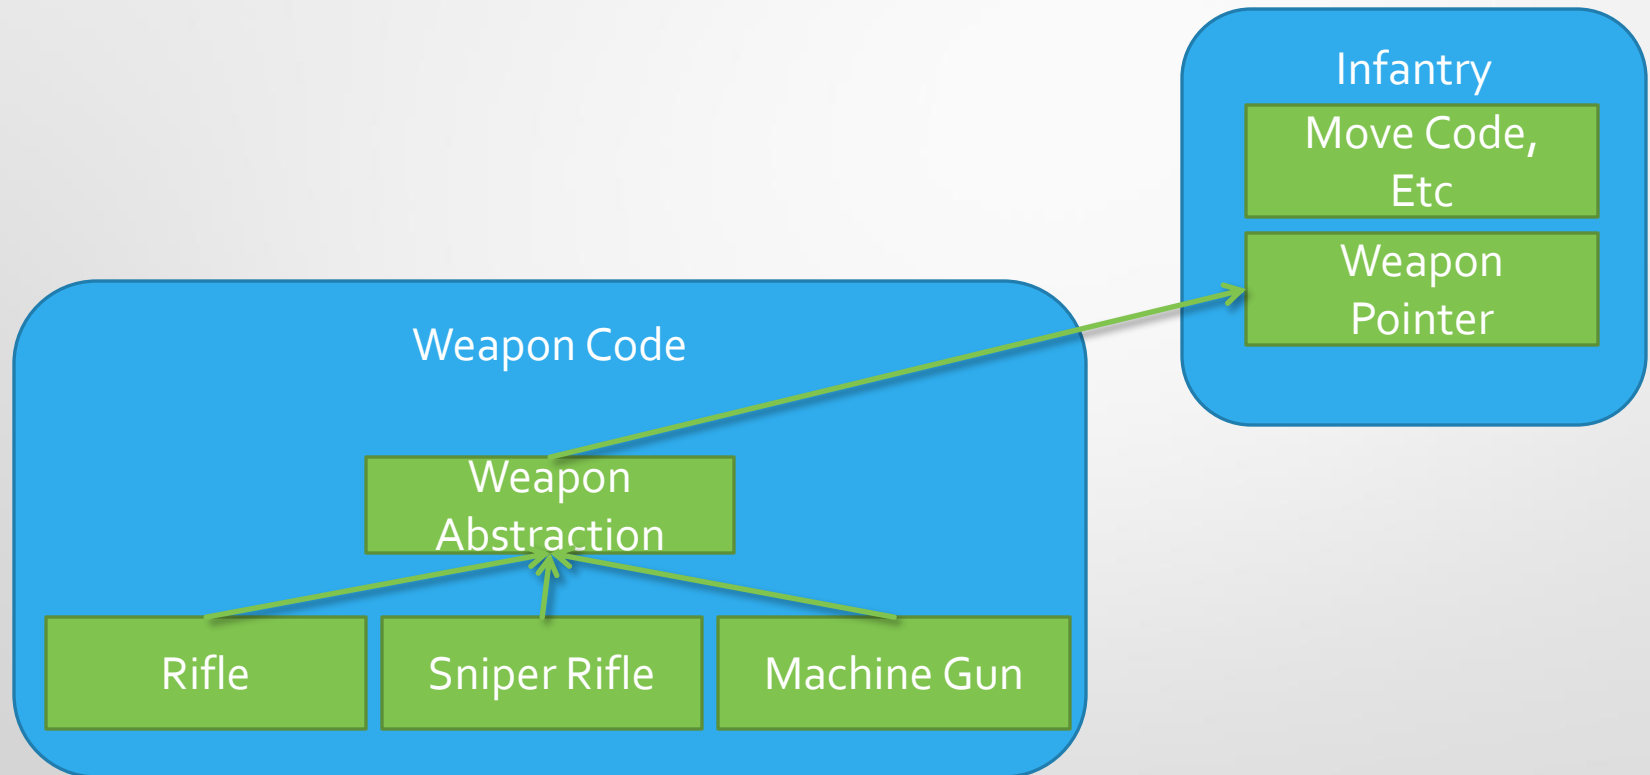 Infantry
Move Code,
Etc
Weapon
Pointer
Weapon Code
Weapon
Abstraction
Rifle
Sniper Rifle
Machine Gun